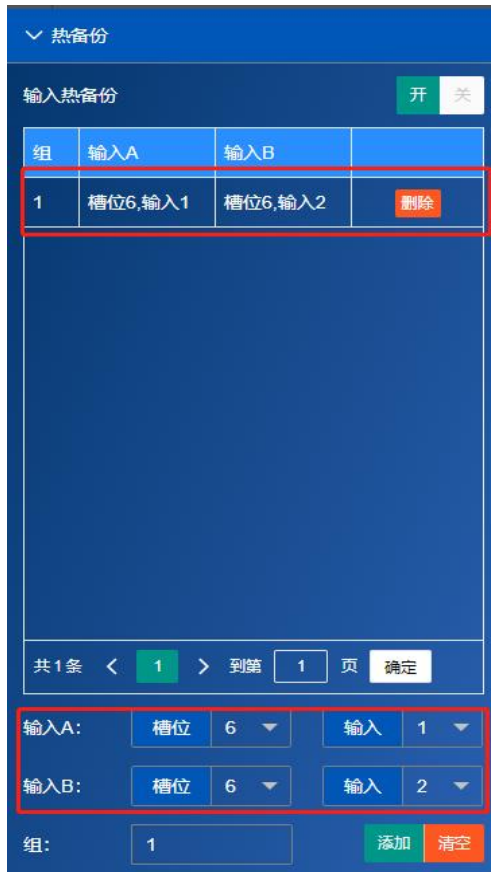 热备份
输入热备份 开 关
组 输入A 输入B
1 槽位6,输入1 槽位6,输入2 删除
共1条 < 1 > 到第 1 页 确定
输入A: 槽位 6 输入 1
输入B: 槽位 6 输入 2
组: 1 添加 清空